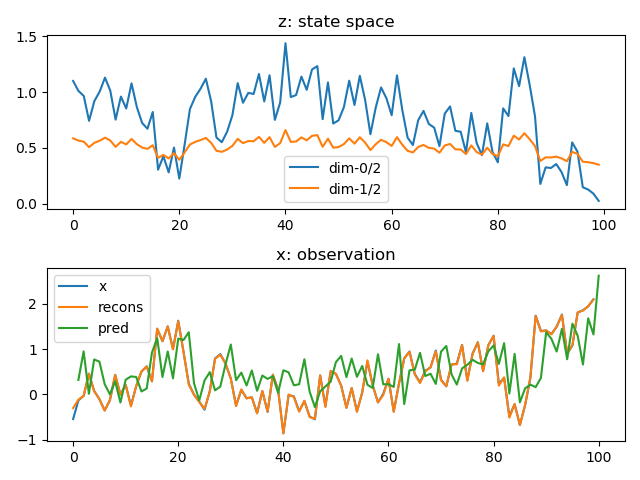 z: state space
1.5
1.0
0.5
0.0
dim-0/2
dim-1/2
0 20 40 60 80 100
x: observation
x
recons
pred
2
1
0
−1
0 20 40 60 80 100